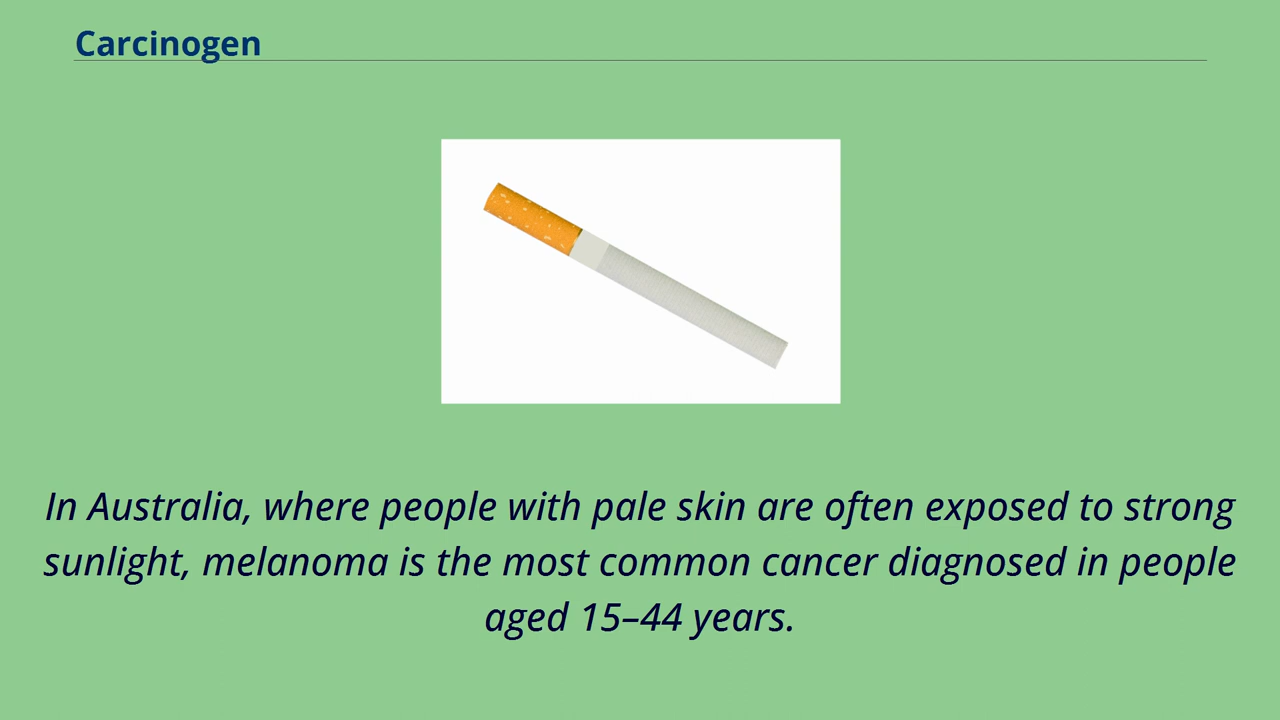 Carcinogen
In Australia, where people with pale skin are often exposed to strong
sunlight, melanoma is the most common cancer diagnosed in people
aged 15–44 years.